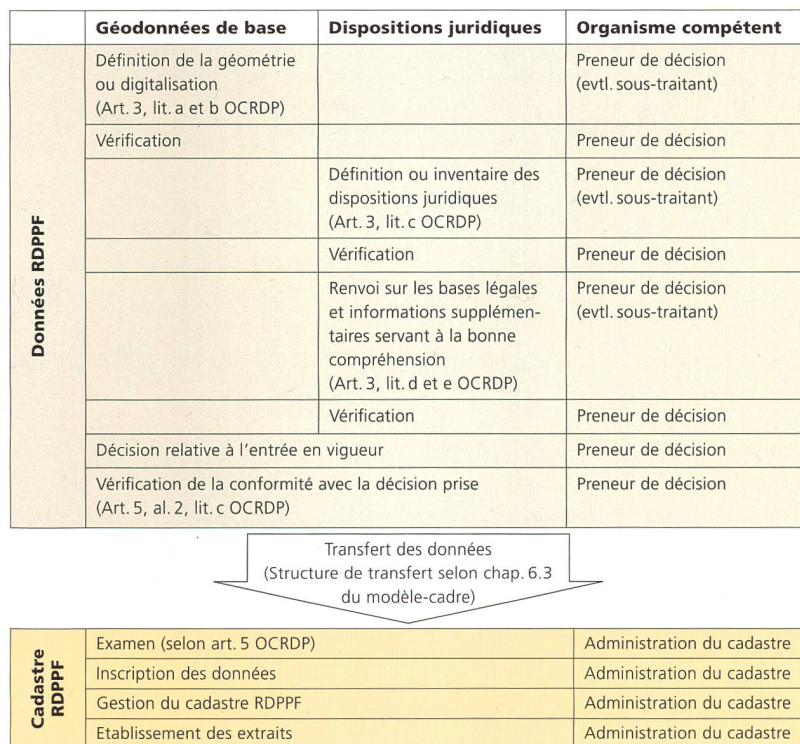 Géodonnées de base Dispositions juridiques Organisme compétent
Données RDPPF
Définition de la géométrie
ou digitalisation
(Art. 3, lit. a et b OCRDP)
Preneur de décision
(evtl. sous-traitant)
Vérification Preneur de décision
Définition ou inventaire des
dispositions juridiques
(Art. 3, lit. c OCRDP)
Preneur de décision
(evtl. sous-traitant)
Vérification Preneur de décision
Renvoi sur les bases légales
et informations supplémen-
taires servant à la bonne
compréhension
(Art. 3, lit. d et e OCRDP)
Preneur de décision
(evtl. sous-traitant)
Vérification Preneur de décision
Décision relative à l'entrée en vigueur Preneur de décision
Vérification de la conformité avec la décision prise
(Art. 5, al. 2, lit. c OCRDP)
Preneur de décision
Transfert des données
(Structure de transfert selon chap. 6.3
du modèle-cadre)
Cadastre
RDPPF
Examen (selon art. 5 OCRDP) Administration du cadastre
Inscription des données Administration du cadastre
Gestion du cadastre RDPPF Administration du cadastre
Etablissement des extraits Administration du cadastre